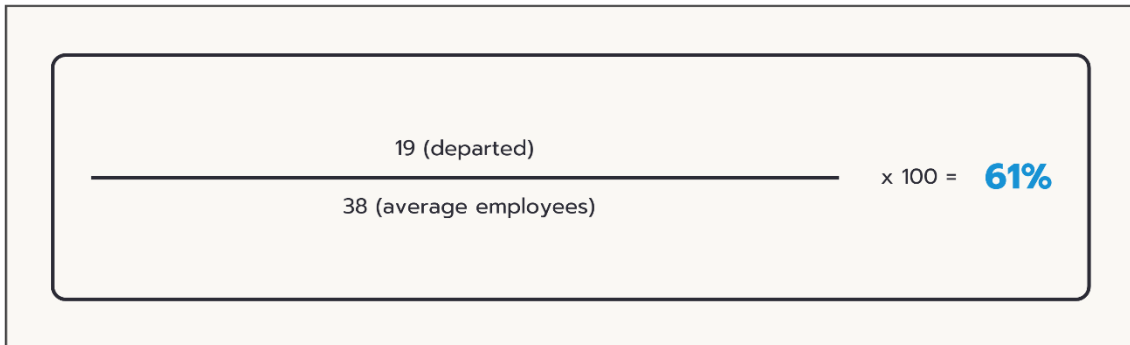 19 (departed)
38 (average employees)
x 100 = 61%